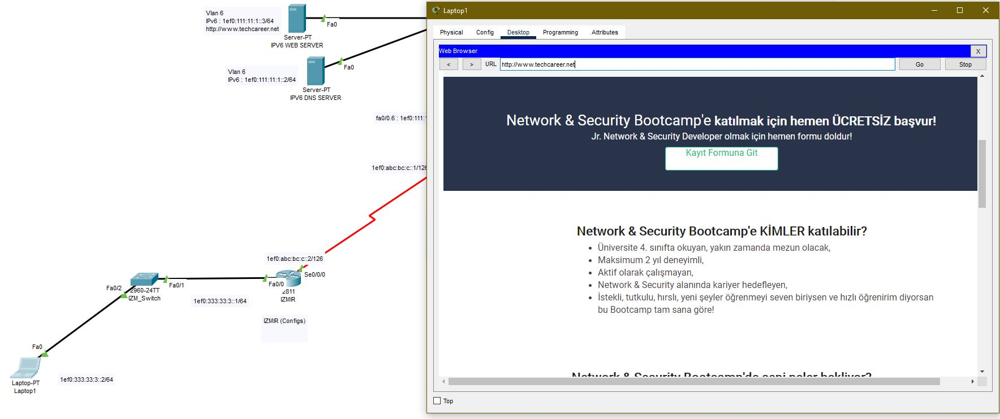 Vlan 6
IPv6 : 1ef0:111:11:1::3/64
http://www.techcareer.net
Fa0
Server-PT
IPV6 WEB SERVER
Vlan 6
IPv6 : 1ef0:111:11:1::2/64
Fa0
Server-PT
IPV6 DNS SERVER
fa0/0.6 : 1ef0:111:1
1ef0:abc:bc:c::1/126
1ef0:abc:bc:c::2/126
Se0/0/0
Fa0/0
2811
IZMIR
Fa0/2
Fa0/1
2960-24TT
IZM_Switch
1ef0:333:33:3::1/64
IZMIR (Configs)
Fa0
1ef0:333:33:3::2/64
Laptop-PT
Laptop1
Laptop1
Physical Config Desktop Programming Attributes
Web Browser X
< > URL http://www.techcareer.net Go Stop
Network & Security Bootcamp'e katılmak için hemen ÜCRETSİZ başvur!
Jr. Network & Security Developer olmak için hemen formu doldur!
Kayıt Formuna Git
Network & Security Bootcamp'e KİMLER katılabilir?
Üniversite 4. sınıfta okuyan, yakın zamanda mezun olacak,
Maksimum 2 yıl deneyimli,
Aktif olarak çalışmayan,
Network & Security alanında kariyer hedefleyen,
İstekli, tutkulu, hırslı, yeni şeyler öğrenmeyi seven biriysen ve hızlı öğrenirim diyorsan
bu Bootcamp tam sana göre!
Network & Security Bootcamp'de seni neler bekliyor?
Top